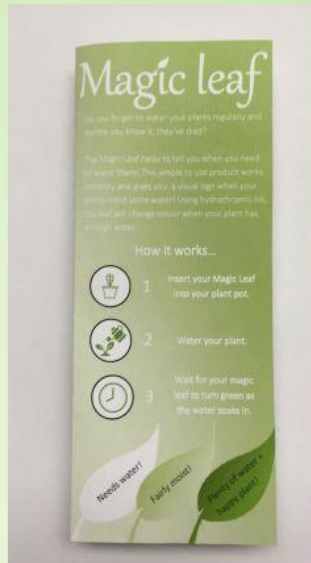 Magic leaf
Do you forget to water your plants regularly and
before you know it, they've died?
The Magic Leaf helps to tell you when you need
to water them! This simple to use product works
instantly and gives you a visual sign when your
plants need some water! Using hydrochromic ink,
the leaf will change colour when your plant has
enough water.
How it works...
1
Insert your Magic Leaf
into your plant pot.
2
Water your plant.
3
Wait for your magic
leaf to turn green as
the water soaks in.
Needs water!
Fairly moist!
Plenty of water =
happy plant!